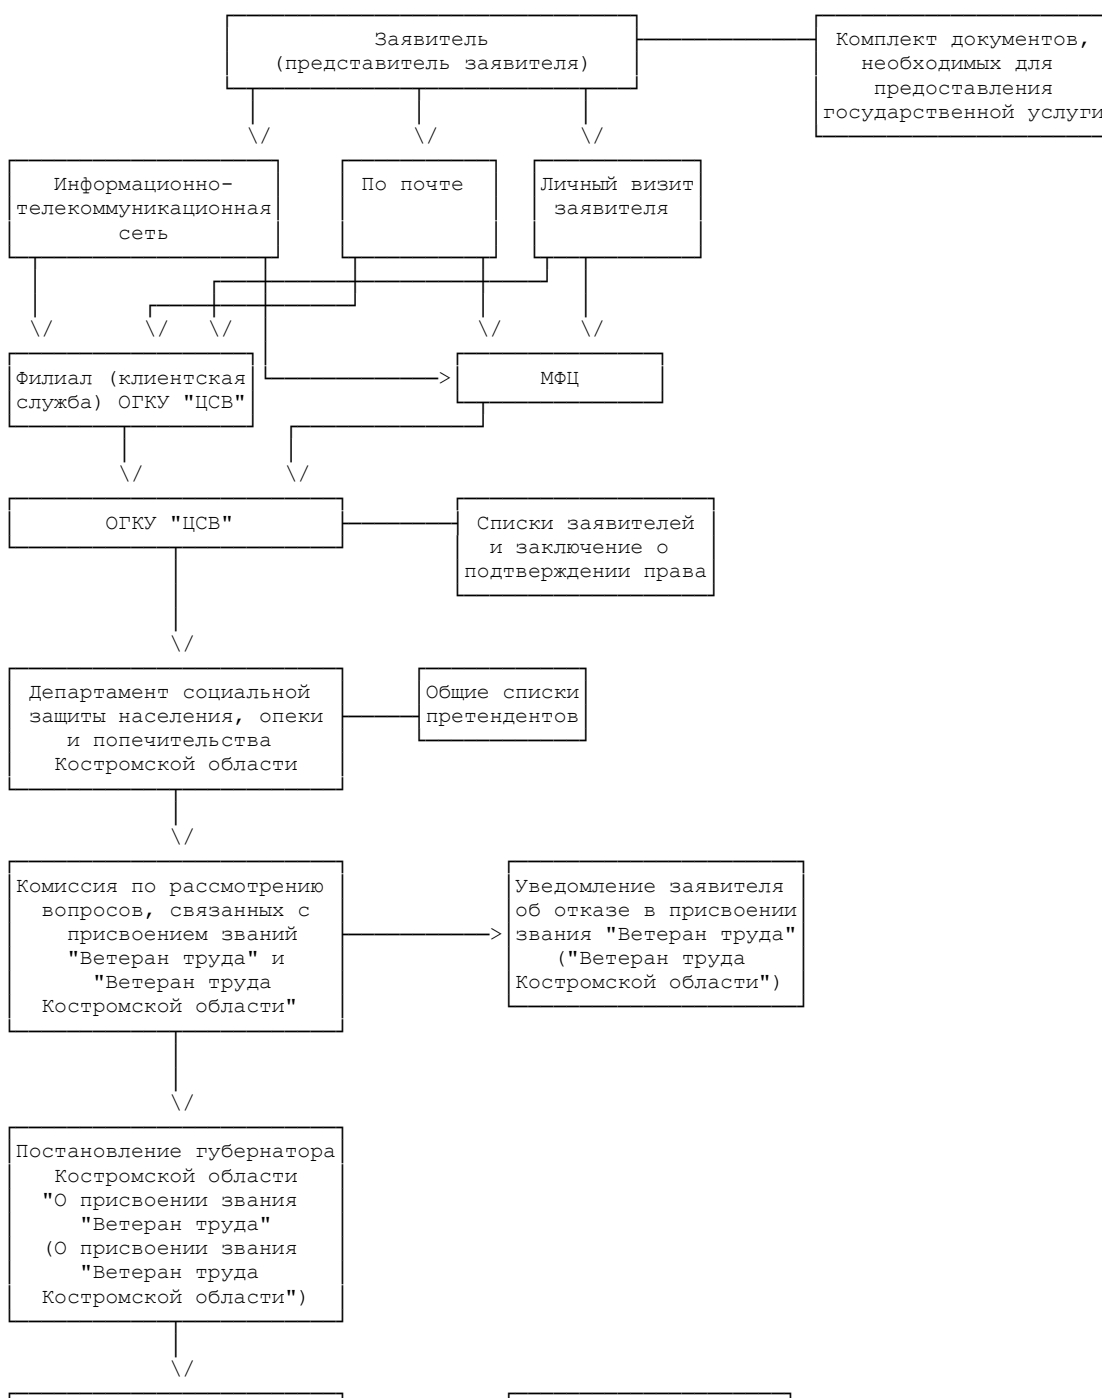 Заявитель
(представитель заявителя)
Комплект документов,
необходимых для
предоставления
государственной услуги
Информационно-
телекоммуникационная
сеть
По почте
Личный визит
заявителя
Филиал (клиентская
служба) ОГКУ "ЦСВ"
МФЦ
ОГКУ "ЦСВ"
Списки заявителей
и заключение о
подтверждении права
Департамент социальной
защиты населения, опеки
и попечительства
Костромской области
Общие списки
претендентов
Комиссия по рассмотрению
вопросов, связанных с
присвоением званий
"Ветеран труда" и
"Ветеран труда
Костромской области"
Уведомление заявителя
об отказе в присвоении
звания "Ветеран труда"
("Ветеран труда
Костромской области")
Постановление губернатора
Костромской области
"О присвоении звания
"Ветеран труда"
(О присвоении звания
"Ветеран труда
Костромской области")